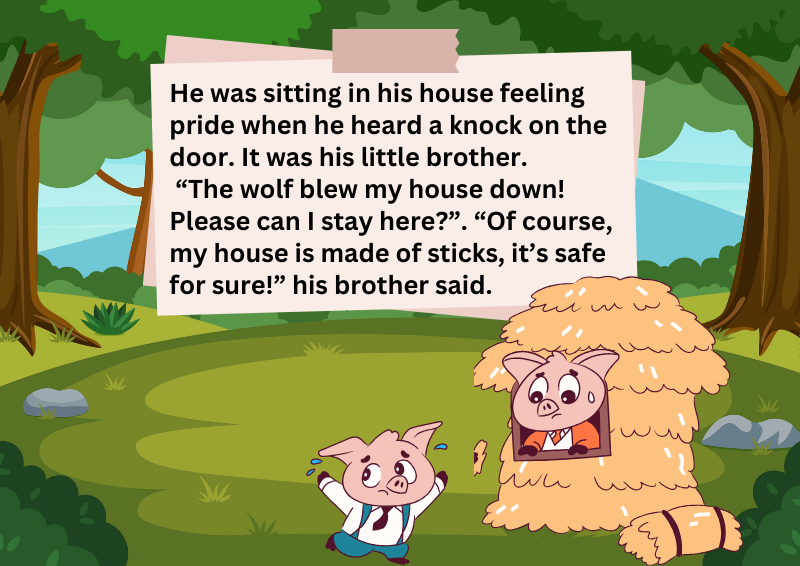 He was sitting in his house feeling
pride when he heard a knock on the
door. It was his little brother.
“The wolf blew my house down!
Please can I stay here?”. “Of course,
my house is made of sticks, it’s safe
for sure!” his brother said.